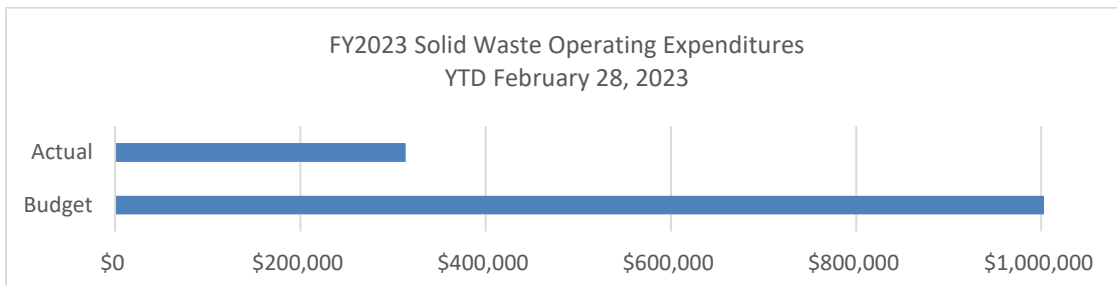 FY2023 Solid Waste Operating Expenditures
YTD February 28, 2023
Actual
Budget
$0 $200,000 $400,000 $600,000 $800,000 $1,000,000